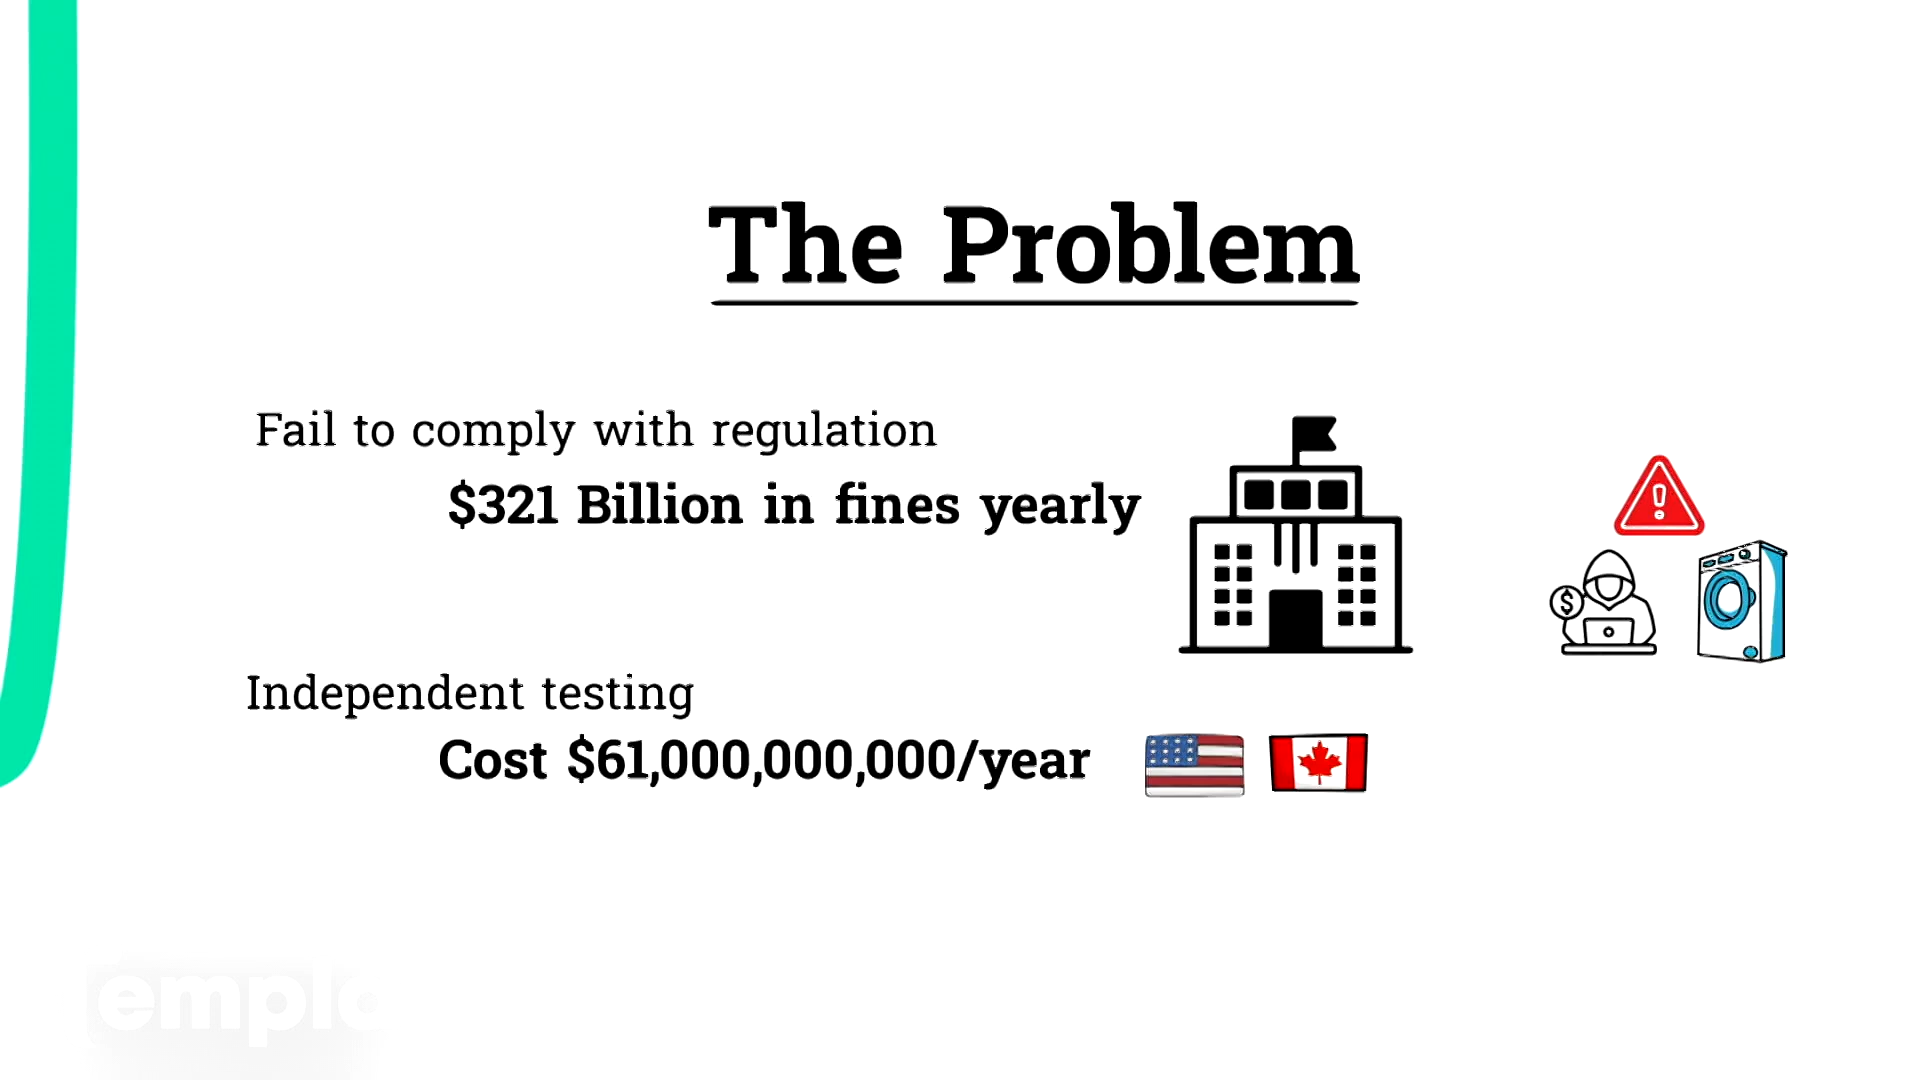 The Problem
Fail to comply with regulation
$321 Billion in fines yearly
Independent testing
Cost $61,000,000,000/year